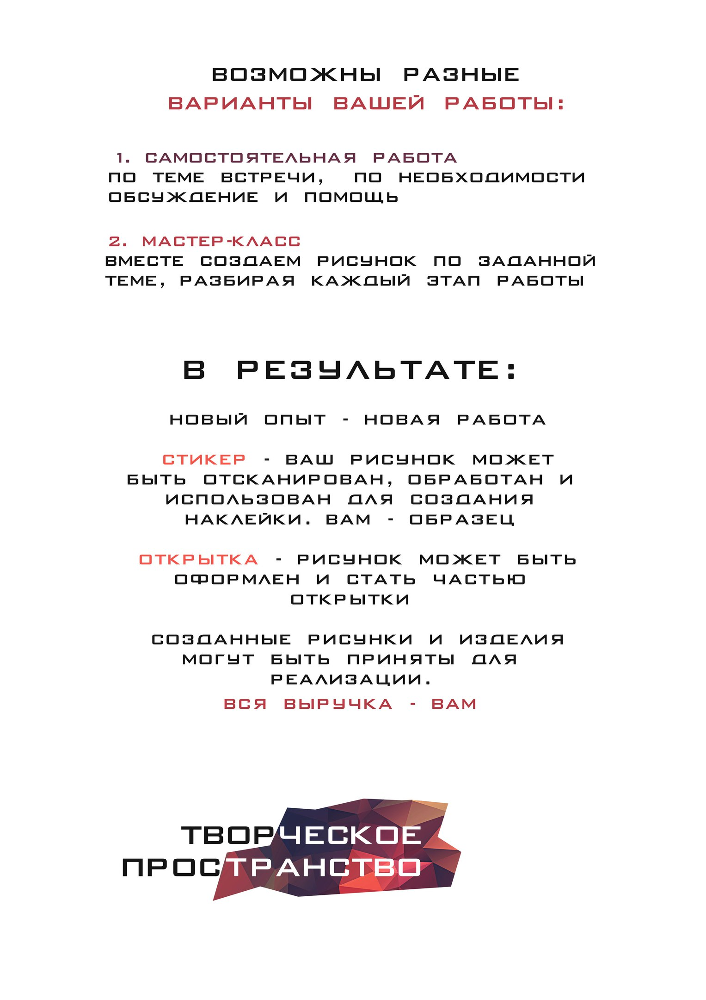 ВОЗМОЖНЫ РАЗНЫЕ
ВАРИАНТЫ ВАШЕЙ РАБОТЫ:
1. САМОСТОЯТЕЛЬНАЯ РАБОТА
ПО ТЕМЕ ВСТРЕЧИ, ПО НЕОБХОДИМОСТИ
ОБСУЖДЕНИЕ И ПОМОЩЬ
2. МАСТЕР-КЛАСС
ВМЕСТЕ СОЗДАЕМ РИСУНОК ПО ЗАДАННОЙ
ТЕМЕ, РАЗБИРАЯ КАЖДЫЙ ЭТАП РАБОТЫ
В РЕЗУЛЬТАТЕ:
НОВЫЙ ОПЫТ - НОВАЯ РАБОТА
СТИКЕР - ВАШ РИСУНОК МОЖЕТ
БЫТЬ ОТСКАНИРОВАН, ОБРАБОТАН И
ИСПОЛЬЗОВАН ДЛЯ СОЗДАНИЯ
НАКЛЕЙКИ. ВАМ - ОБРАЗЕЦ
ОТКРЫТКА - РИСУНОК МОЖЕТ БЫТЬ
ОФОРМЛЕН И СТАТЬ ЧАСТЬЮ
ОТКРЫТКИ
СОЗДАННЫЕ РИСУНКИ И ИЗДЕЛИЯ
МОГУТ БЫТЬ ПРИНЯТЫ ДЛЯ
РЕАЛИЗАЦИИ.
ВСЯ ВЫРУЧКА - ВАМ
ТВОРЧЕСКОЕ
ПРОСТРАНСТВО